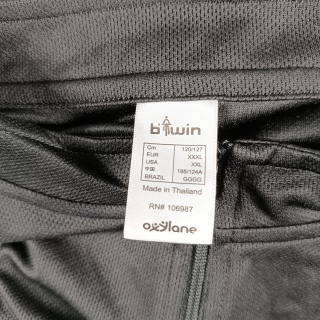 b'twin
Cm 120/127
EUR XXXL
USA XXL
中国 185/124A
BRAZIL GGGG
Made in Thailand
RN# 106987
oxylane